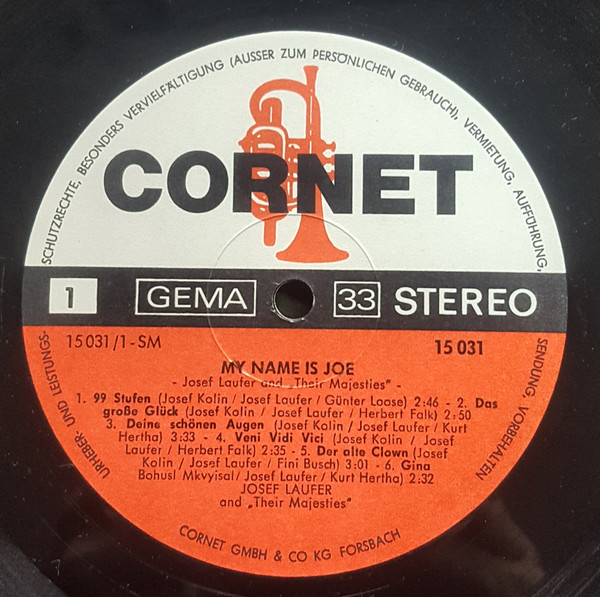 URHEBER- UND LEISTUNGS-SCHUTZRECHTE, BESONDERS VERVIELFÄLTIGUNG (AUSSER ZUM PERSÖNLICHEN GEBRAUCH), VERMIETUNG, AUFFÜHRUNG, SENDUNG, VORBEHALTEN
CORNET
1 GEMA 33 STEREO
15 031/1-SM 15 031
MY NAME IS JOE
- Josef Laufer and „Their Majesties" -
1. 99 Stufen (Josef Kolin / Josef Laufer / Günter Loose) 2:46 - 2. Das
große Glück (Josef Kolin / Josef Laufer / Herbert Falk) 2:50
3. Deine schönen Augen (Josef Kolin / Josef Laufer / Kurt
Hertha) 3:33 - 4. Veni Vidi Vici (Josef Kolin / Josef
Laufer / Herbert Falk) 2:35 - 5. Der alte Clown (Josef
Kolin / Josef Laufer / Fini Busch) 3:01 - 6. Gina
Bohusl Mkvyisal / Josef Laufer / Kurt Hertha) 2:32
JOSEF LAUFER
and „Their Majesties"
CORNET GMBH & CO KG FORSBACH